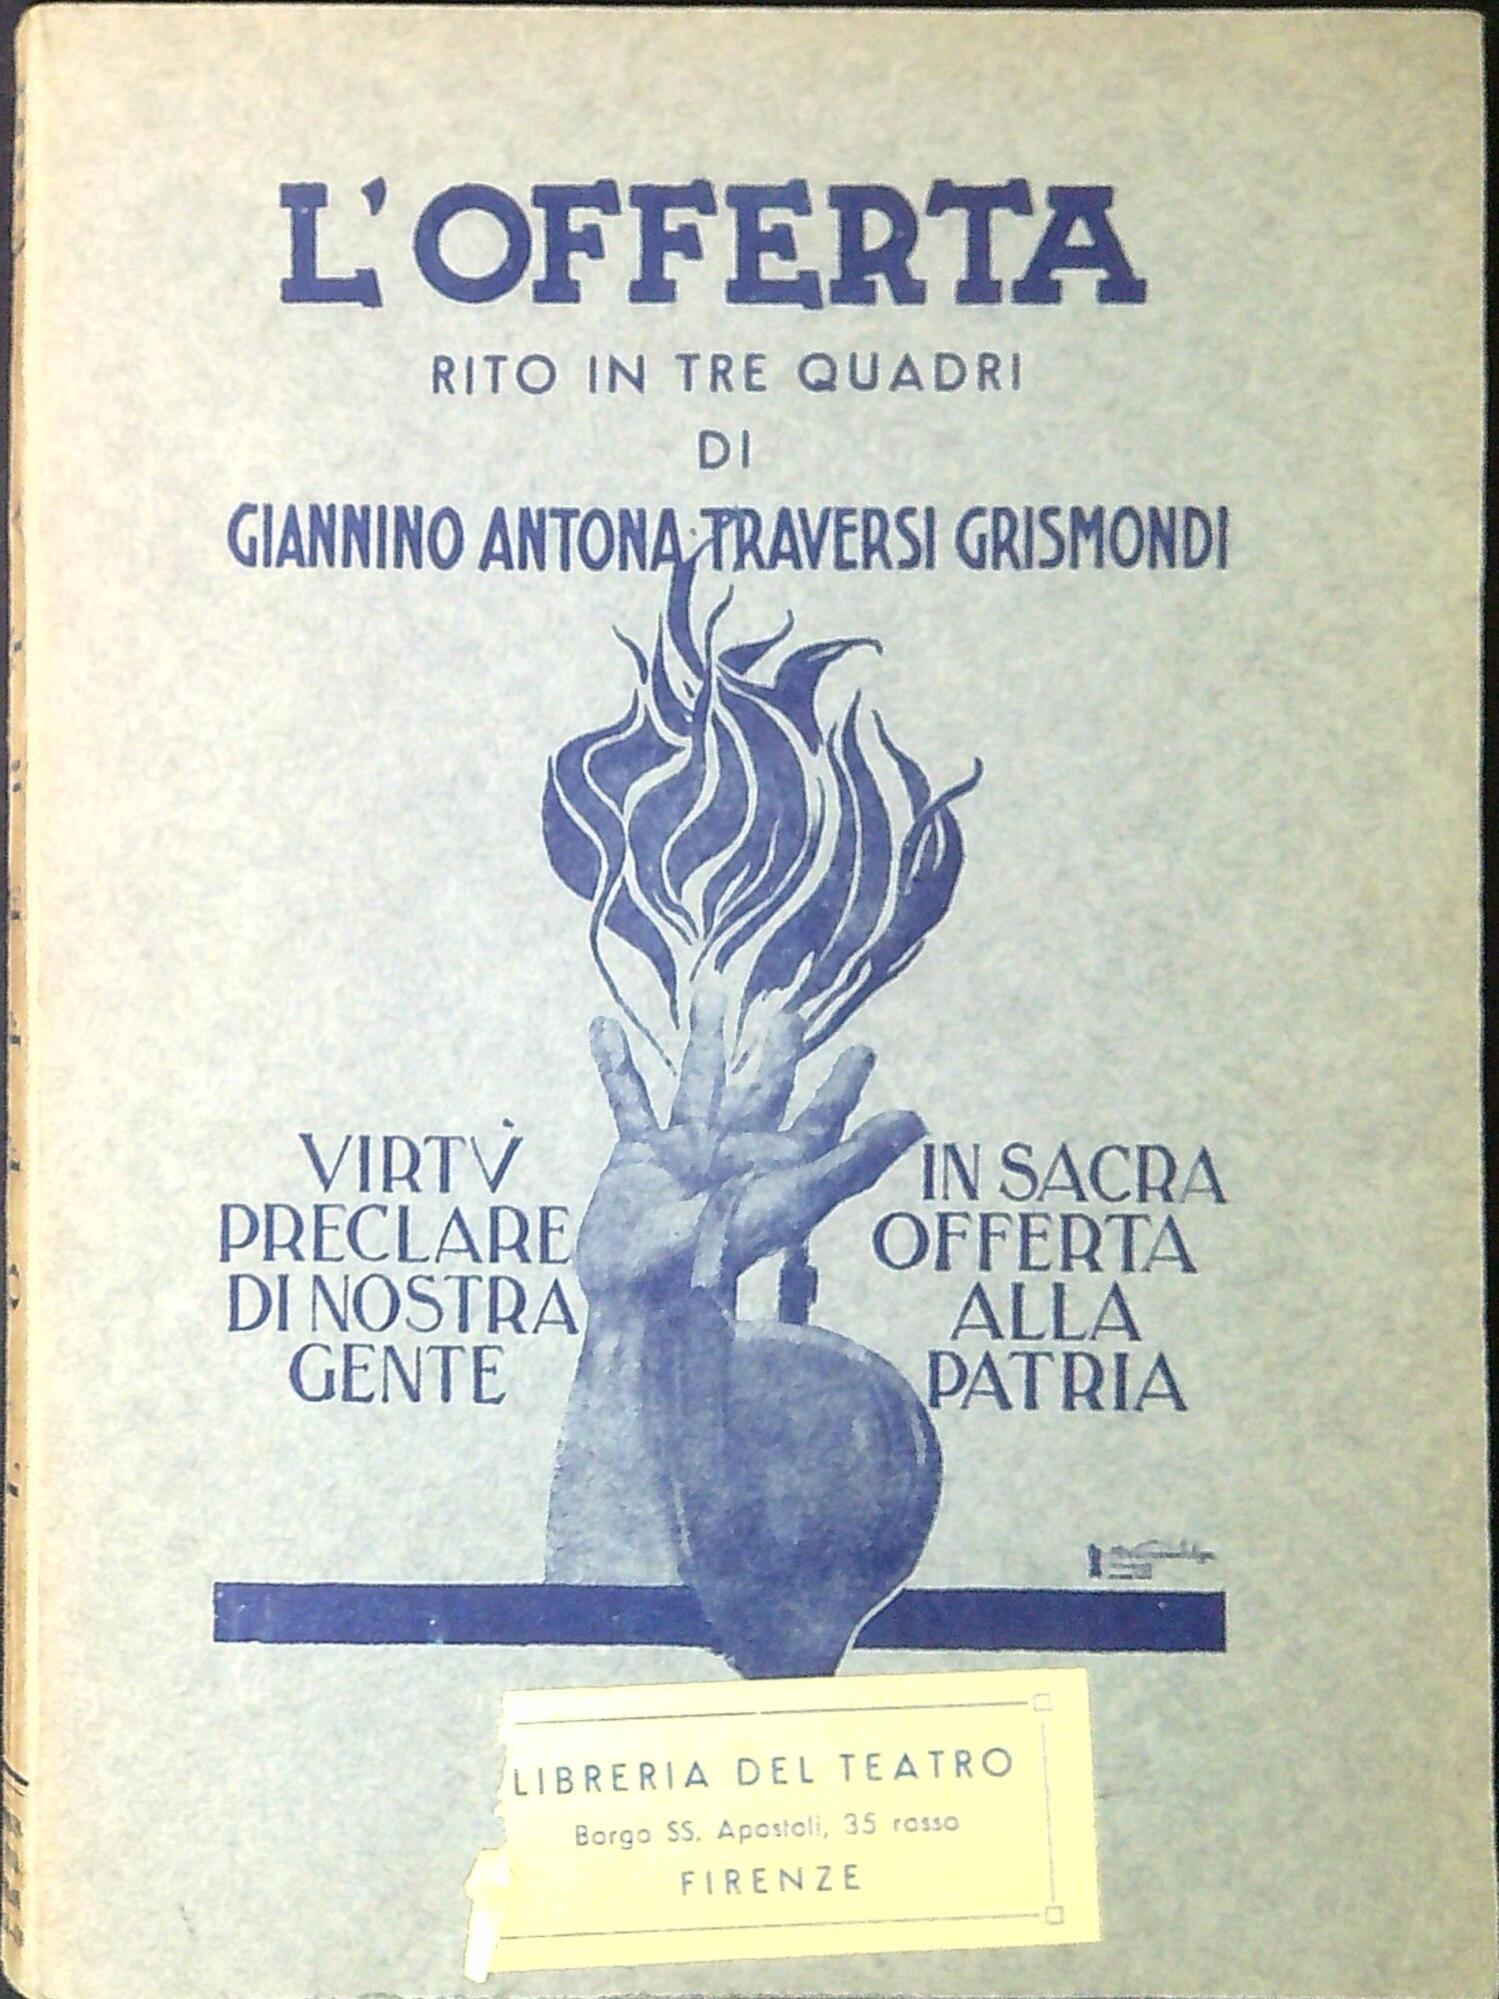 L'OFFERTA
RITO IN TRE QUADRI
DI
GIANNINO ANTONA-TRAVERSI GRISMONDI
VIRTV̀
PRECLARE
DI NOSTRA
GENTE
IN SACRA
OFFERTA
ALLA
PATRIA
LIBRERIA DEL TEATRO
Borgo SS. Apostoli, 35 rosso
FIRENZE